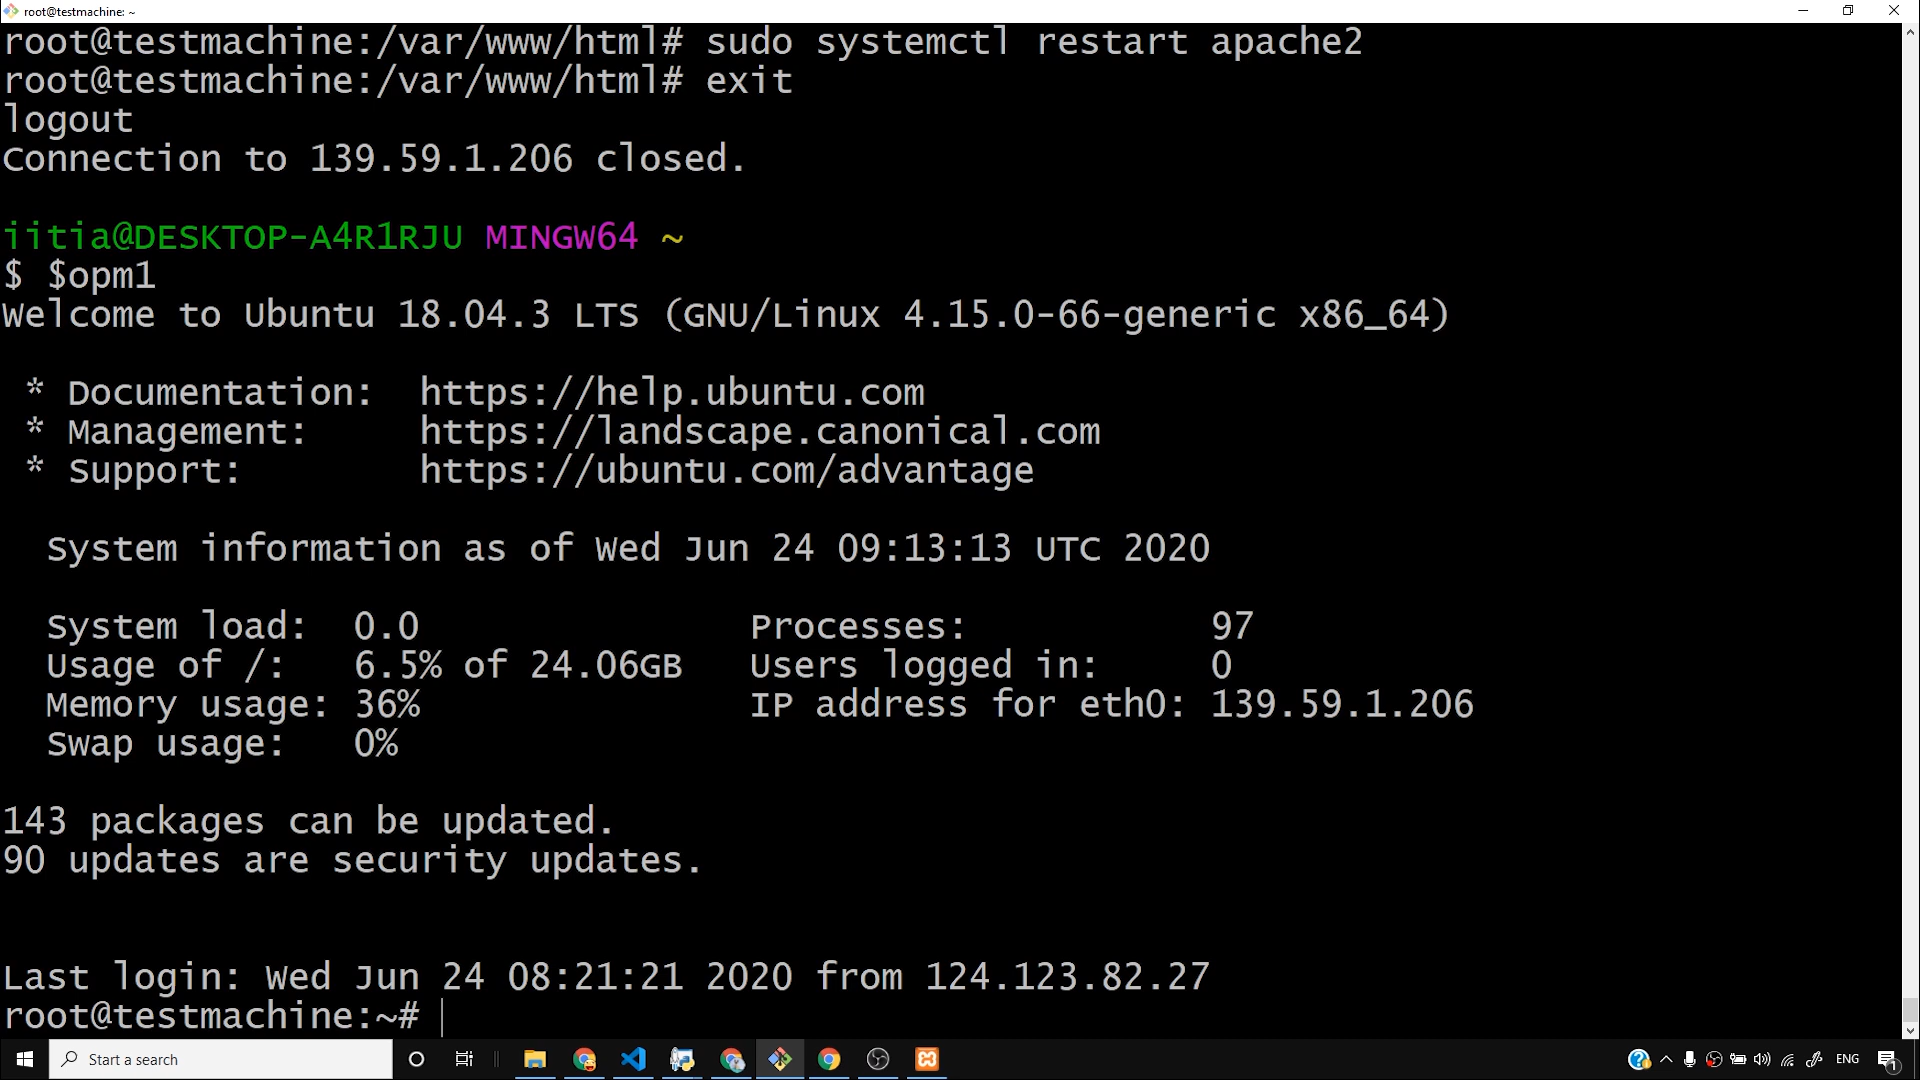 root@testmachine: ~
root@testmachine:/var/www/html# sudo systemctl restart apache2
root@testmachine:/var/www/html# exit
logout
Connection to 139.59.1.206 closed.
iitia@DESKTOP-A4R1RJU MINGW64 ~
$ $opm1
Welcome to Ubuntu 18.04.3 LTS (GNU/Linux 4.15.0-66-generic x86_64)
* Documentation: https://help.ubuntu.com
* Management: https://landscape.canonical.com
* Support: https://ubuntu.com/advantage
System information as of Wed Jun 24 09:13:13 UTC 2020
System load: 0.0 Processes: 97
Usage of /: 6.5% of 24.06GB Users logged in: 0
Memory usage: 36% IP address for eth0: 139.59.1.206
Swap usage: 0%
143 packages can be updated.
90 updates are security updates.
Last login: Wed Jun 24 08:21:21 2020 from 124.123.82.27
root@testmachine:~#
Start a search
ENG
1